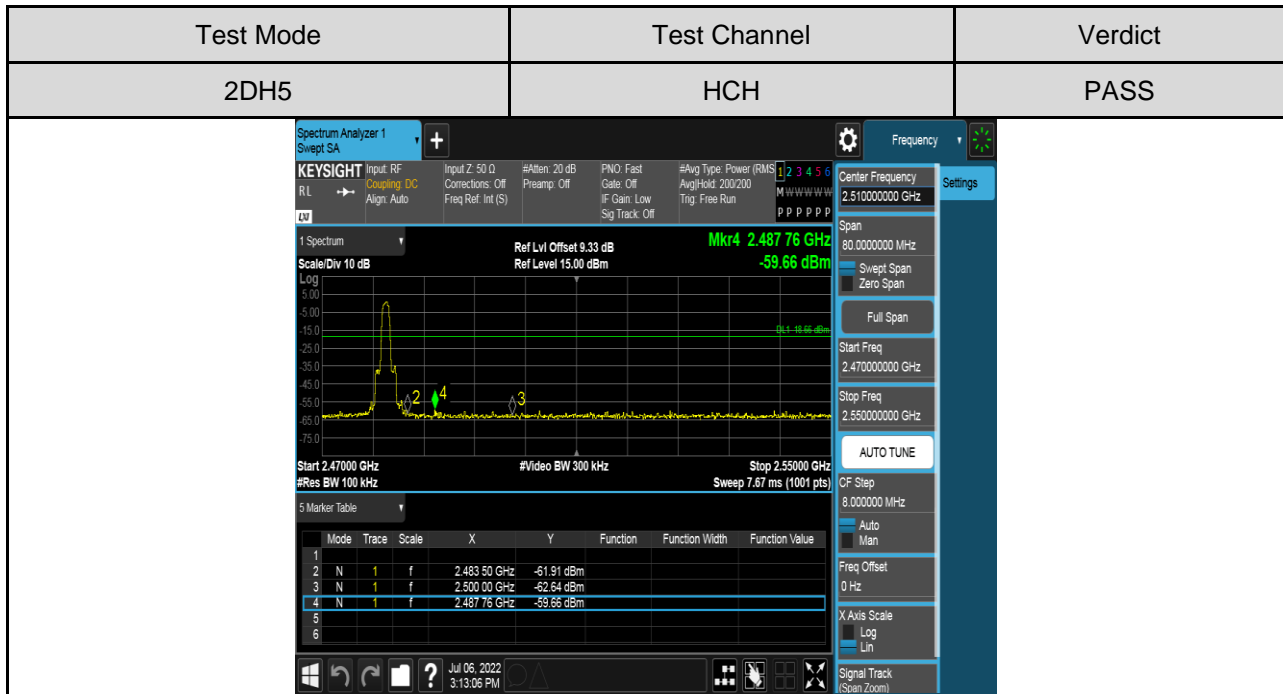 Test Mode Test Channel Verdict
2DH5 HCH PASS
Spectrum Analyzer 1
Swept SA
+
Frequency
KEYSIGHT
RL
LXI
Input: RF
Coupling: DC
Align: Auto
Input Z: 50 Ω
Corrections: Off
Freq Ref: Int (S)
#Atten: 20 dB
Preamp: Off
PNO: Fast
Gate: Off
IF Gain: Low
Sig Track: Off
#Avg Type: Power (RMS
Avg|Hold: 200/200
Trig: Free Run
1 2 3 4 5 6
M W W W W W
P P P P P P
1 Spectrum
Scale/Div 10 dB
Ref Lvl Offset 9.33 dB
Ref Level 15.00 dBm
Mkr4 2.487 76 GHz
-59.66 dBm
Log
5.00
-5.00
-15.0
-25.0
-35.0
-45.0
-55.0
-65.0
-75.0
DL1 -18.66 dBm
2
4
3
Start 2.47000 GHz
#Video BW 300 kHz
Stop 2.55000 GHz
#Res BW 100 kHz
Sweep 7.67 ms (1001 pts)
5 Marker Table
Mode Trace Scale X Y Function Function Width Function Value
1
2 N 1 f 2.483 50 GHz -61.91 dBm
3 N 1 f 2.500 00 GHz -62.64 dBm
4 N 1 f 2.487 76 GHz -59.66 dBm
5
6
?
Jul 06, 2022
3:13:06 PM
Center Frequency
2.510000000 GHz
Settings
Span
80.0000000 MHz
Swept Span
Zero Span
Full Span
Start Freq
2.470000000 GHz
Stop Freq
2.550000000 GHz
AUTO TUNE
CF Step
8.000000 MHz
Auto
Man
Freq Offset
0 Hz
X Axis Scale
Log
Lin
Signal Track
(Span Zoom)